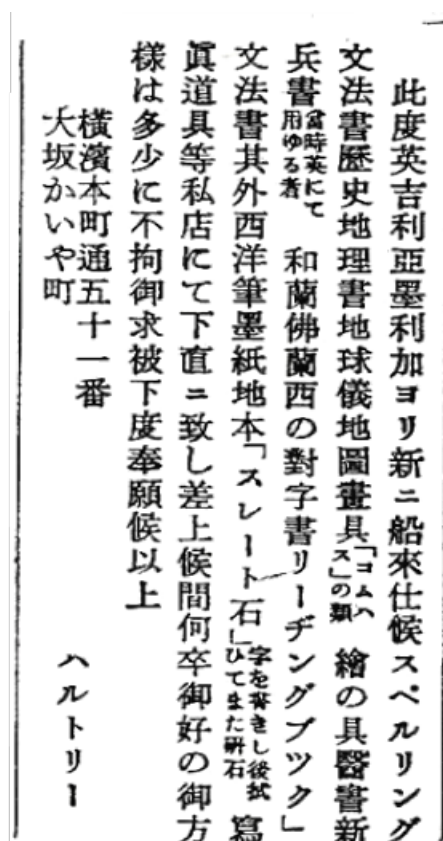 此度英吉利亞墨利加ヨリ新ニ船來仕候スペルリング
文法書歷史地理書地球儀地圖畫具「コムハス」の類 繪の具醫書新
兵書當時英にて用ゆる者、 和蘭佛蘭西の對字書リーヂングブツク」
文法書其外西洋筆墨紙地本「スレート石」字を書きし後拭ひてまた研石 寫
眞道具等私店にて下直ニ致し差上候間何卒御好の御方
樣は多少に不拘御求被下度奉願候以上
橫濱本町通五十一番
大坂かいや町 ハルトリー